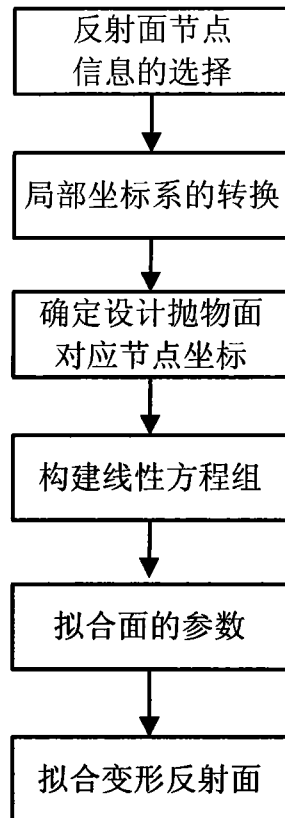 反射面节点
信息的选择
局部坐标系的转换
确定设计抛物面
对应节点坐标
构建线性方程组
拟合面的参数
拟合变形反射面